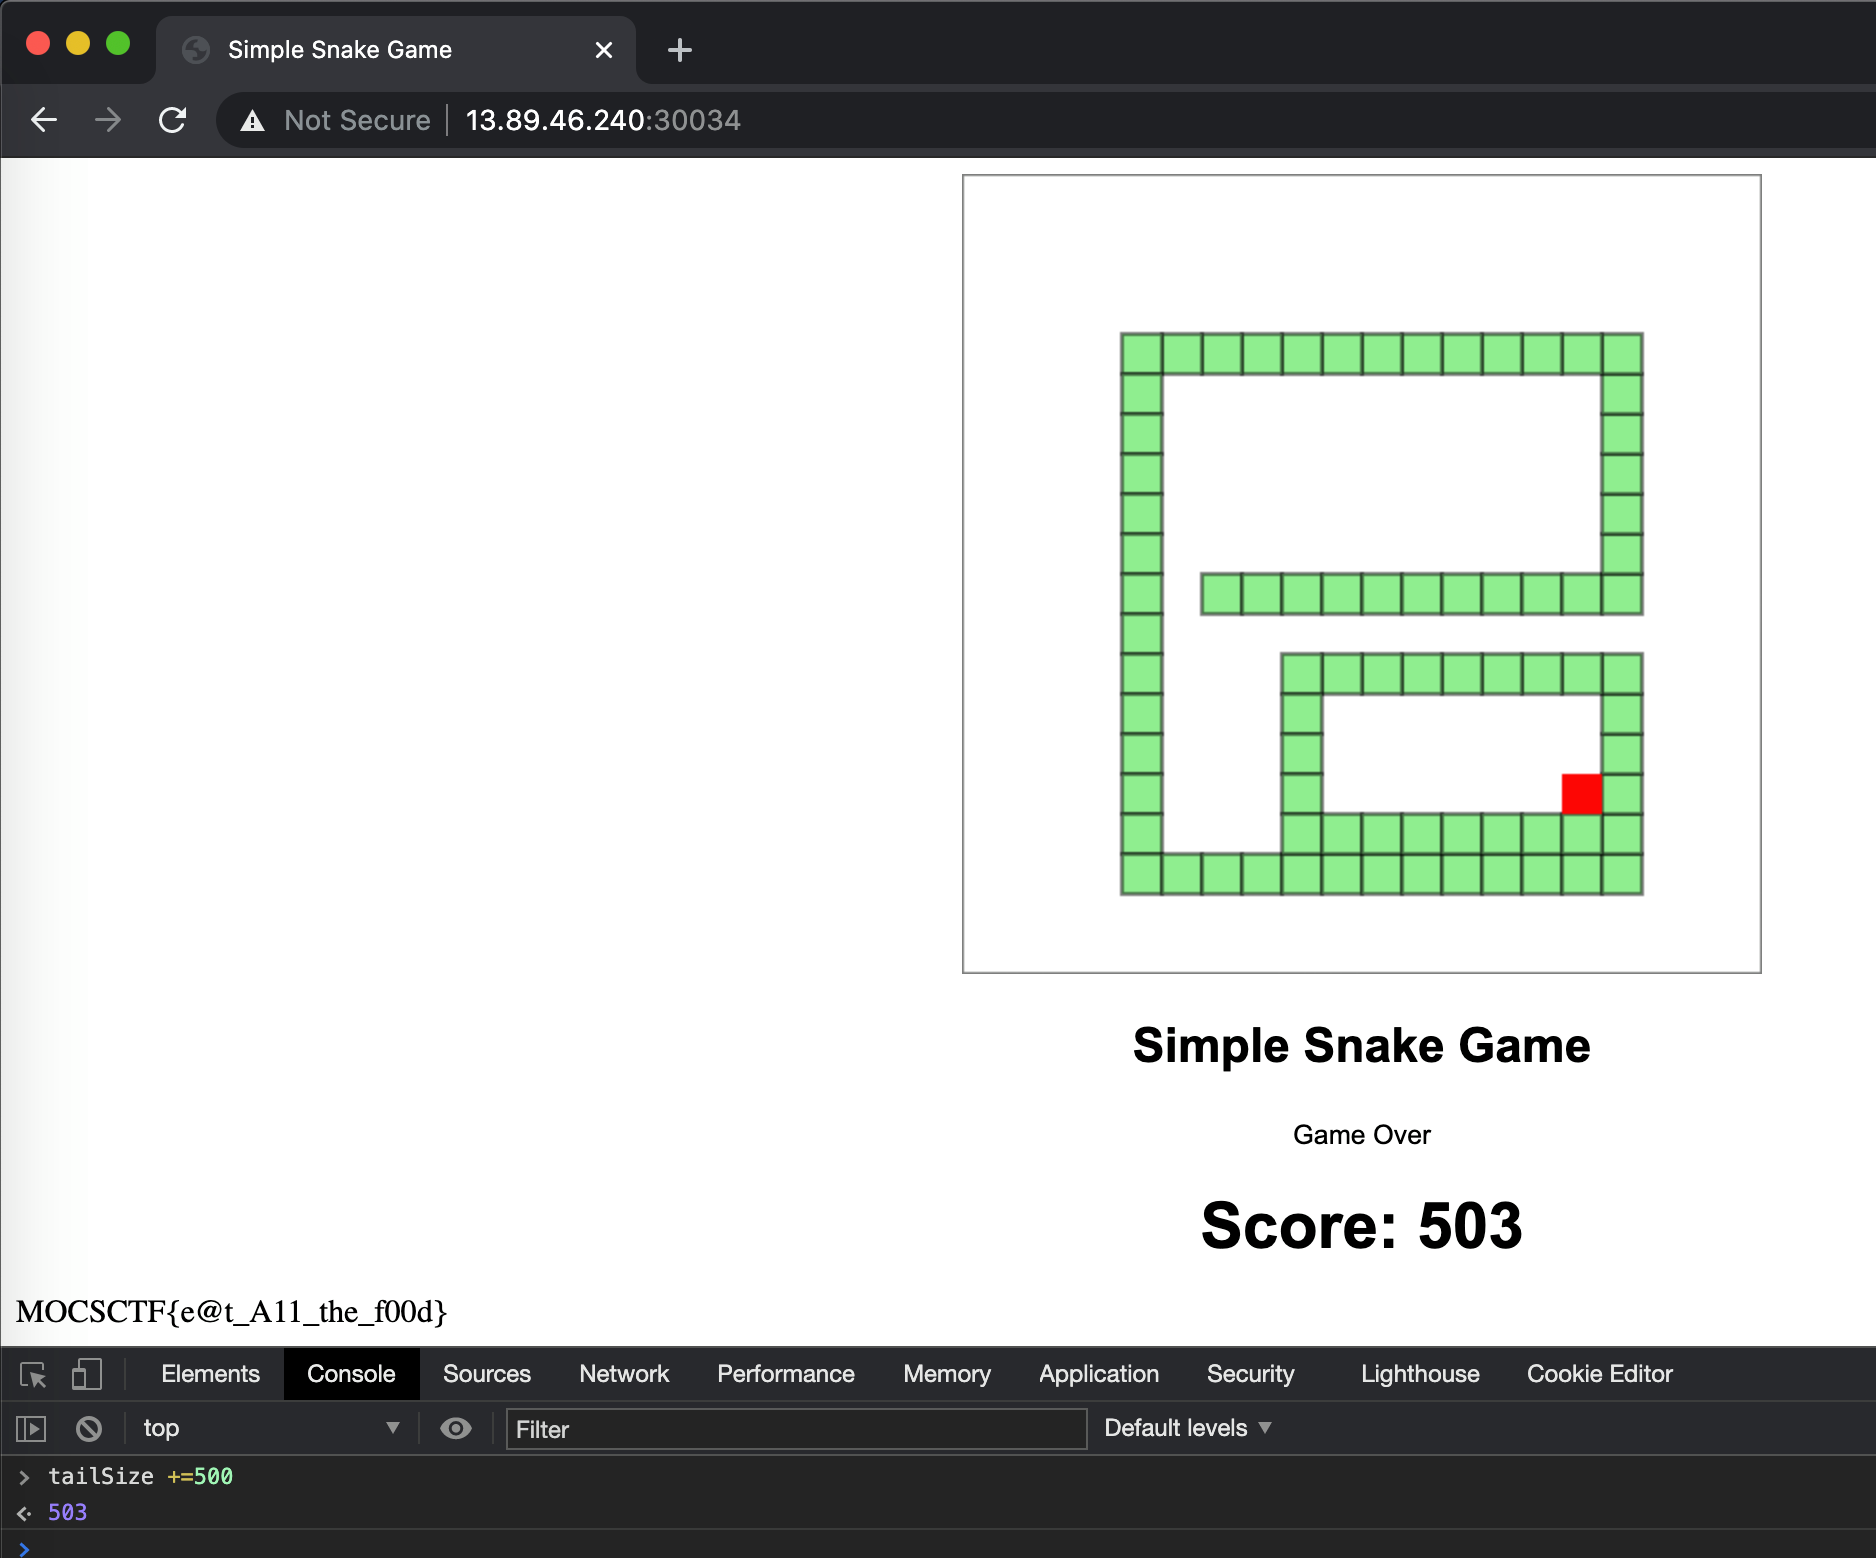 Simple Snake Game
Not Secure 13.89.46.240:30034
Simple Snake Game
Game Over
Score: 503
MOCSCTF{e@t_A11_the_f00d}
Elements Console Sources Network Performance Memory Application Security Lighthouse Cookie Editor
top Filter Default levels
tailSize +=500
503